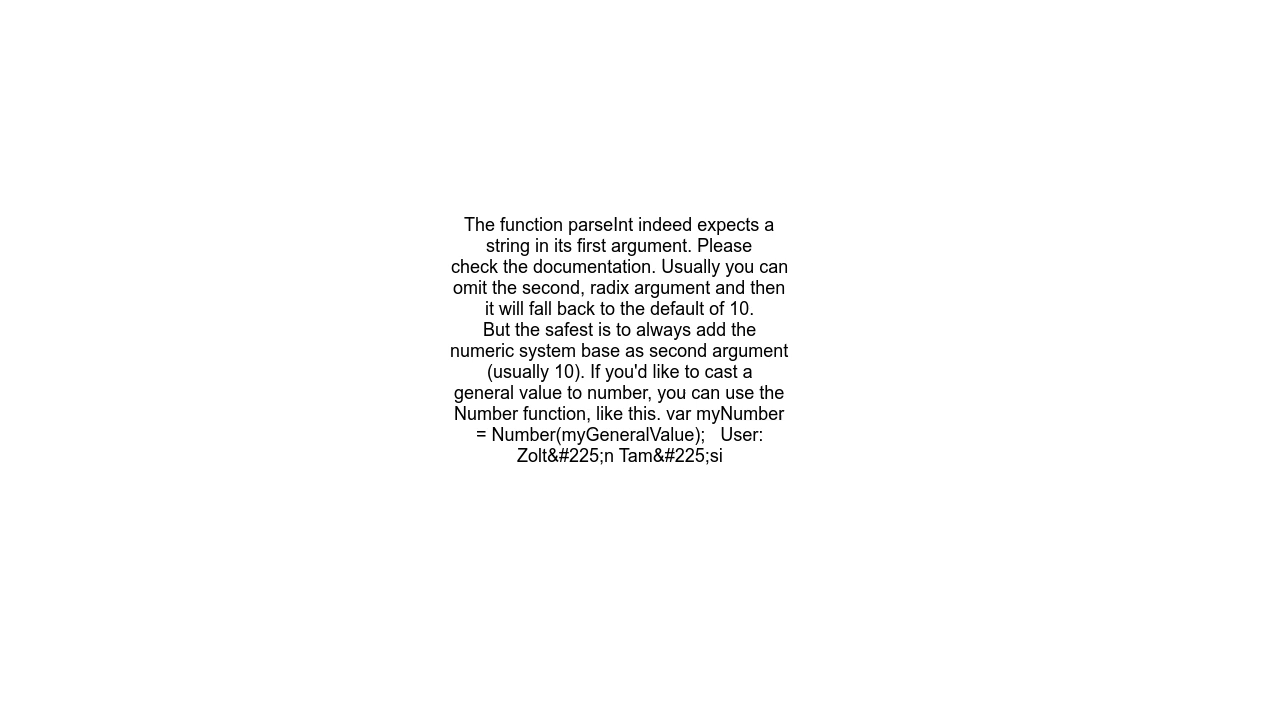 The function parseInt indeed expects a
string in its first argument. Please
check the documentation. Usually you can
omit the second, radix argument and then
it will fall back to the default of 10.
But the safest is to always add the
numeric system base as second argument
(usually 10). If you'd like to cast a
general value to number, you can use the
Number function, like this. var myNumber
= Number(myGeneralValue);   User:
Zolt&#225;n Tam&#225;si